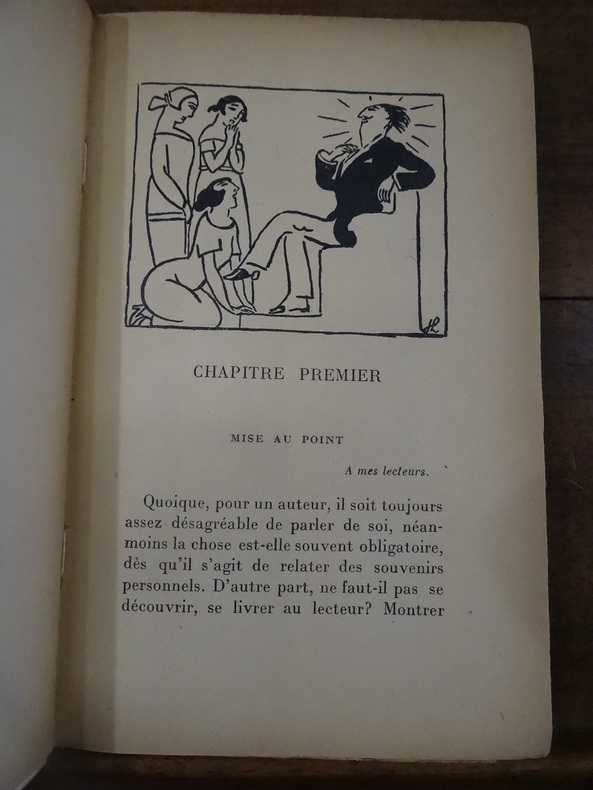 CHAPITRE PREMIER
MISE AU POINT
A mes lecteurs.
Quoique, pour un auteur, il soit toujours
assez désagréable de parler de soi, néan-
moins la chose est-elle souvent obligatoire,
dès qu'il s'agit de relater des souvenirs
personnels. D'autre part, ne faut-il pas se
découvrir, se livrer au lecteur? Montrer